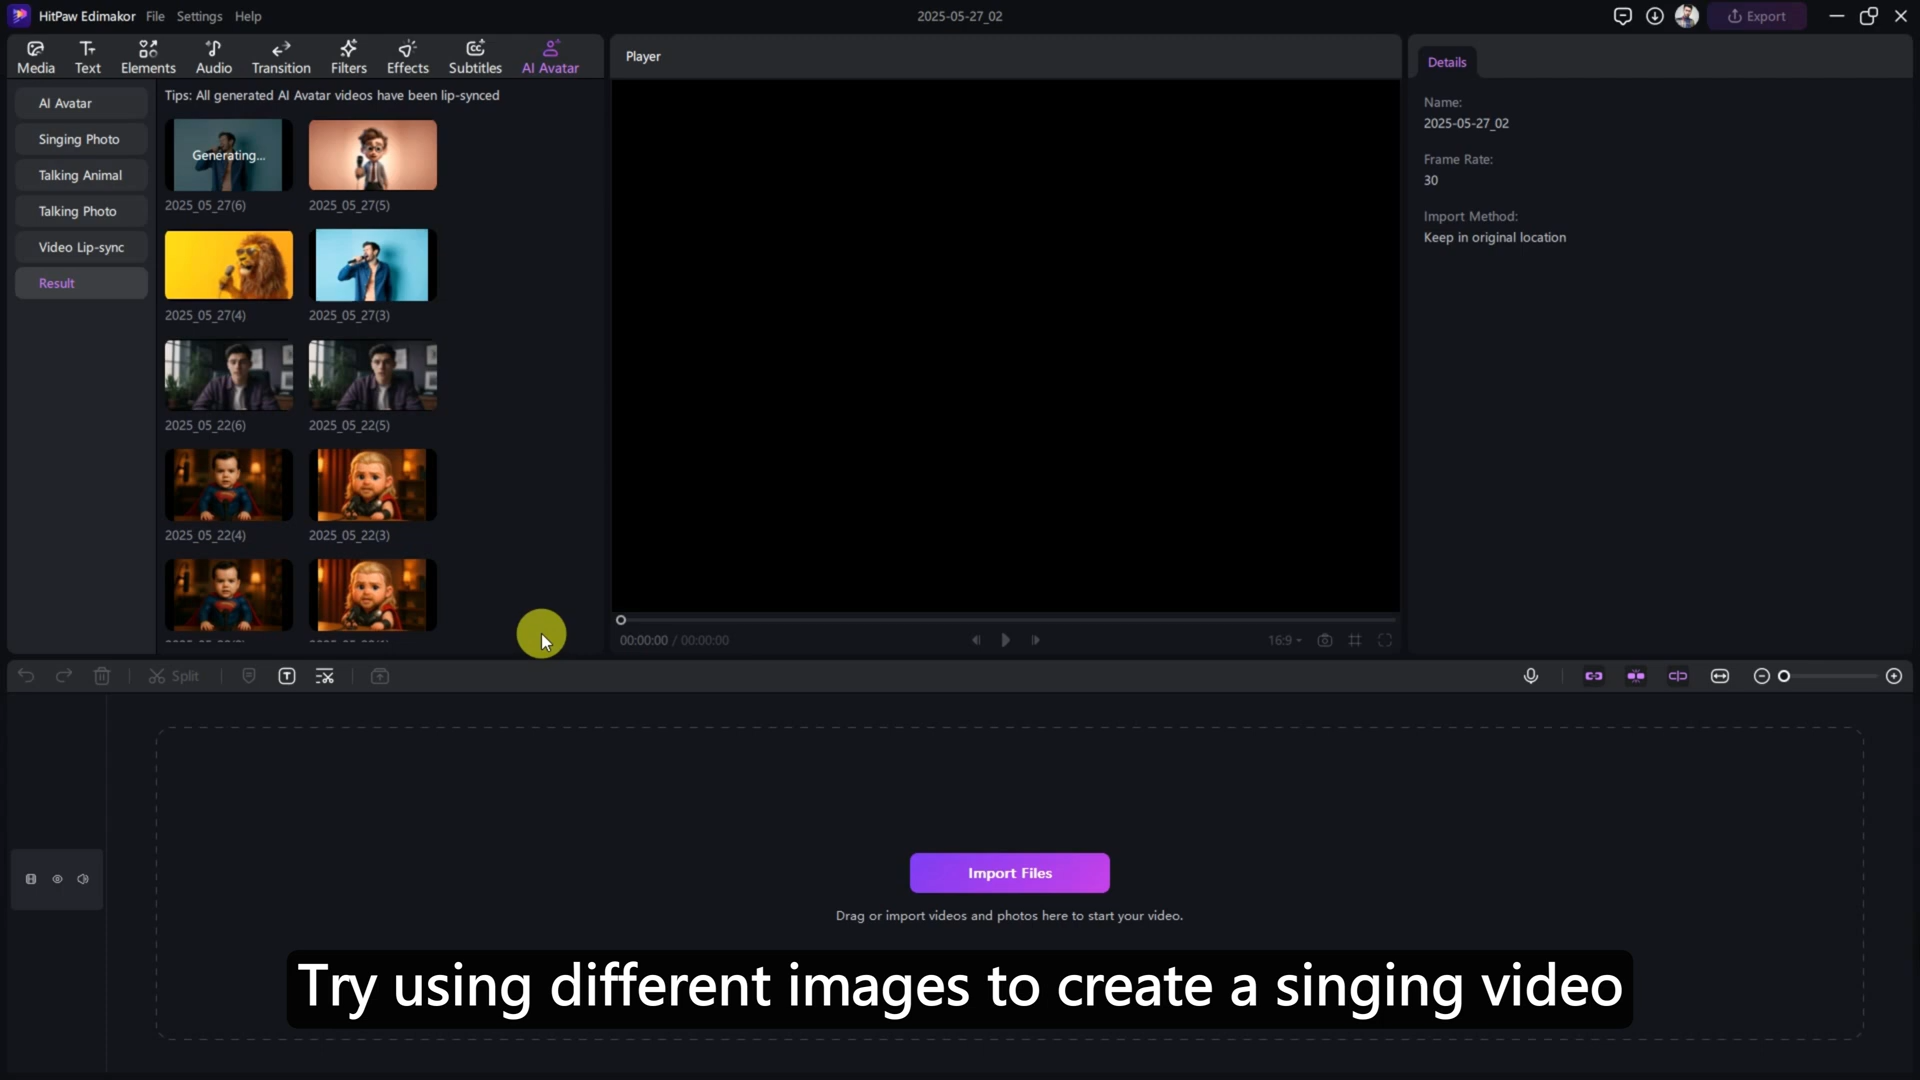 HitPaw Edimakor File Settings Help
2025-05-27_02
Export
Media Text Elements Audio Transition Filters Effects Subtitles AI Avatar
Player
Details
AI Avatar
Singing Photo
Talking Animal
Talking Photo
Video Lip-sync
Result
Tips: All generated AI Avatar videos have been lip-synced
Generating...
2025_05_27(6) 2025_05_27(5)
2025_05_27(4) 2025_05_27(3)
2025_05_22(6) 2025_05_22(5)
2025_05_22(4) 2025_05_22(3)
00:00:00 / 00:00:00
16:9
Name:
2025-05-27_02
Frame Rate:
30
Import Method:
Keep in original location
Split
Import Files
Drag or import videos and photos here to start your video.
Try using different images to create a singing video